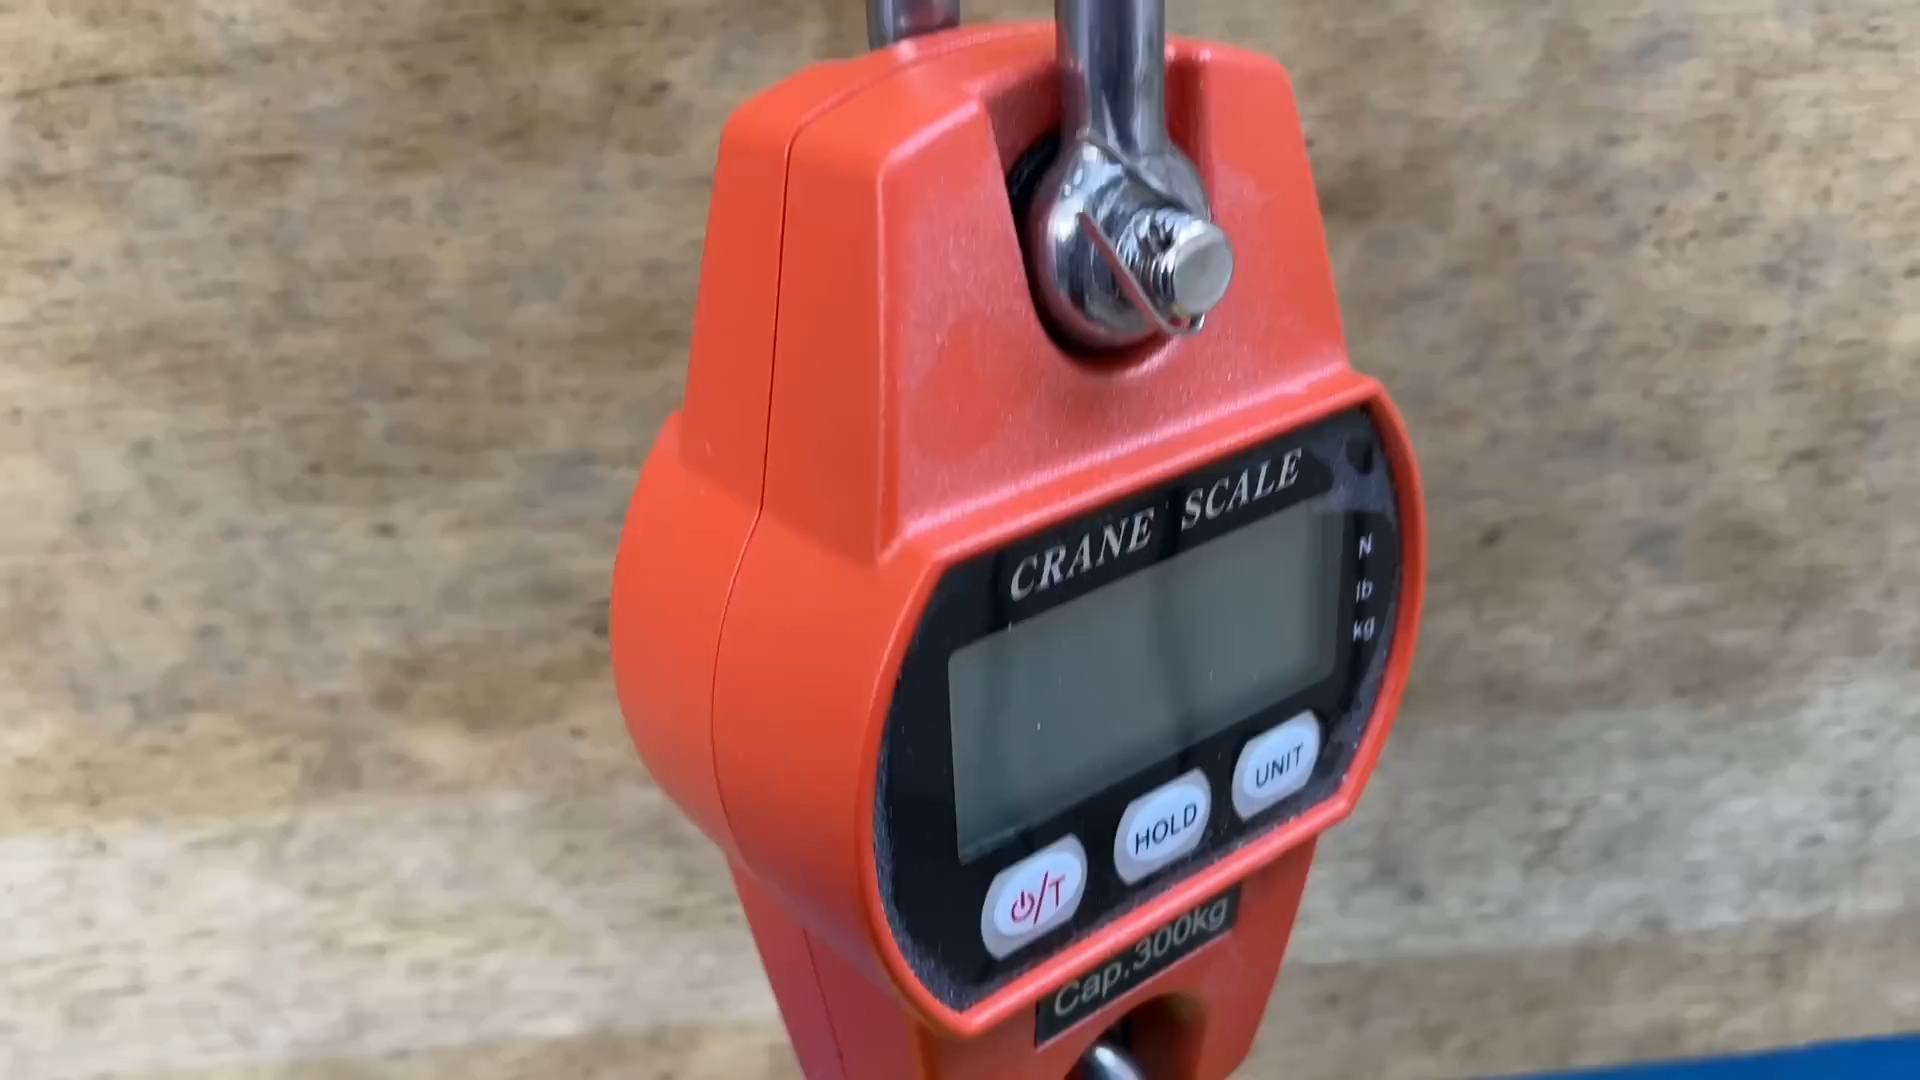 CRANE SCALE
N
lb
kg
⏻/T
HOLD
UNIT
Cap.300kg